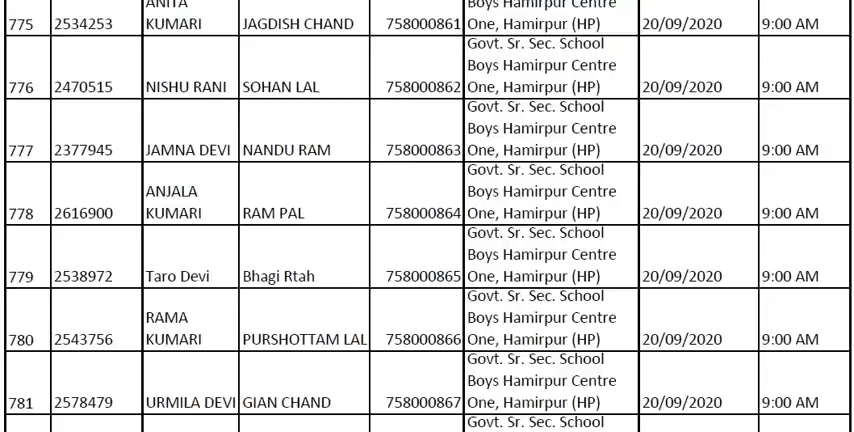 ANITA
Boys Hamirpur Centre
775 2534253 KUMARI JAGDISH CHAND 758000861 One, Hamirpur (HP) 20/09/2020 9:00 AM
Govt. Sr. Sec. School
Boys Hamirpur Centre
776 2470515 NISHU RANI SOHAN LAL 758000862 One, Hamirpur (HP) 20/09/2020 9:00 AM
Govt. Sr. Sec. School
Boys Hamirpur Centre
777 2377945 JAMNA DEVI NANDU RAM 758000863 One, Hamirpur (HP) 20/09/2020 9:00 AM
Govt. Sr. Sec. School
ANJALA Boys Hamirpur Centre
778 2616900 KUMARI RAM PAL 758000864 One, Hamirpur (HP) 20/09/2020 9:00 AM
Govt. Sr. Sec. School
Boys Hamirpur Centre
779 2538972 Taro Devi Bhagi Rtah 758000865 One, Hamirpur (HP) 20/09/2020 9:00 AM
Govt. Sr. Sec. School
RAMA Boys Hamirpur Centre
780 2543756 KUMARI PURSHOTTAM LAL 758000866 One, Hamirpur (HP) 20/09/2020 9:00 AM
Govt. Sr. Sec. School
Boys Hamirpur Centre
781 2578479 URMILA DEVI GIAN CHAND 758000867 One, Hamirpur (HP) 20/09/2020 9:00 AM
Govt. Sr. Sec. School